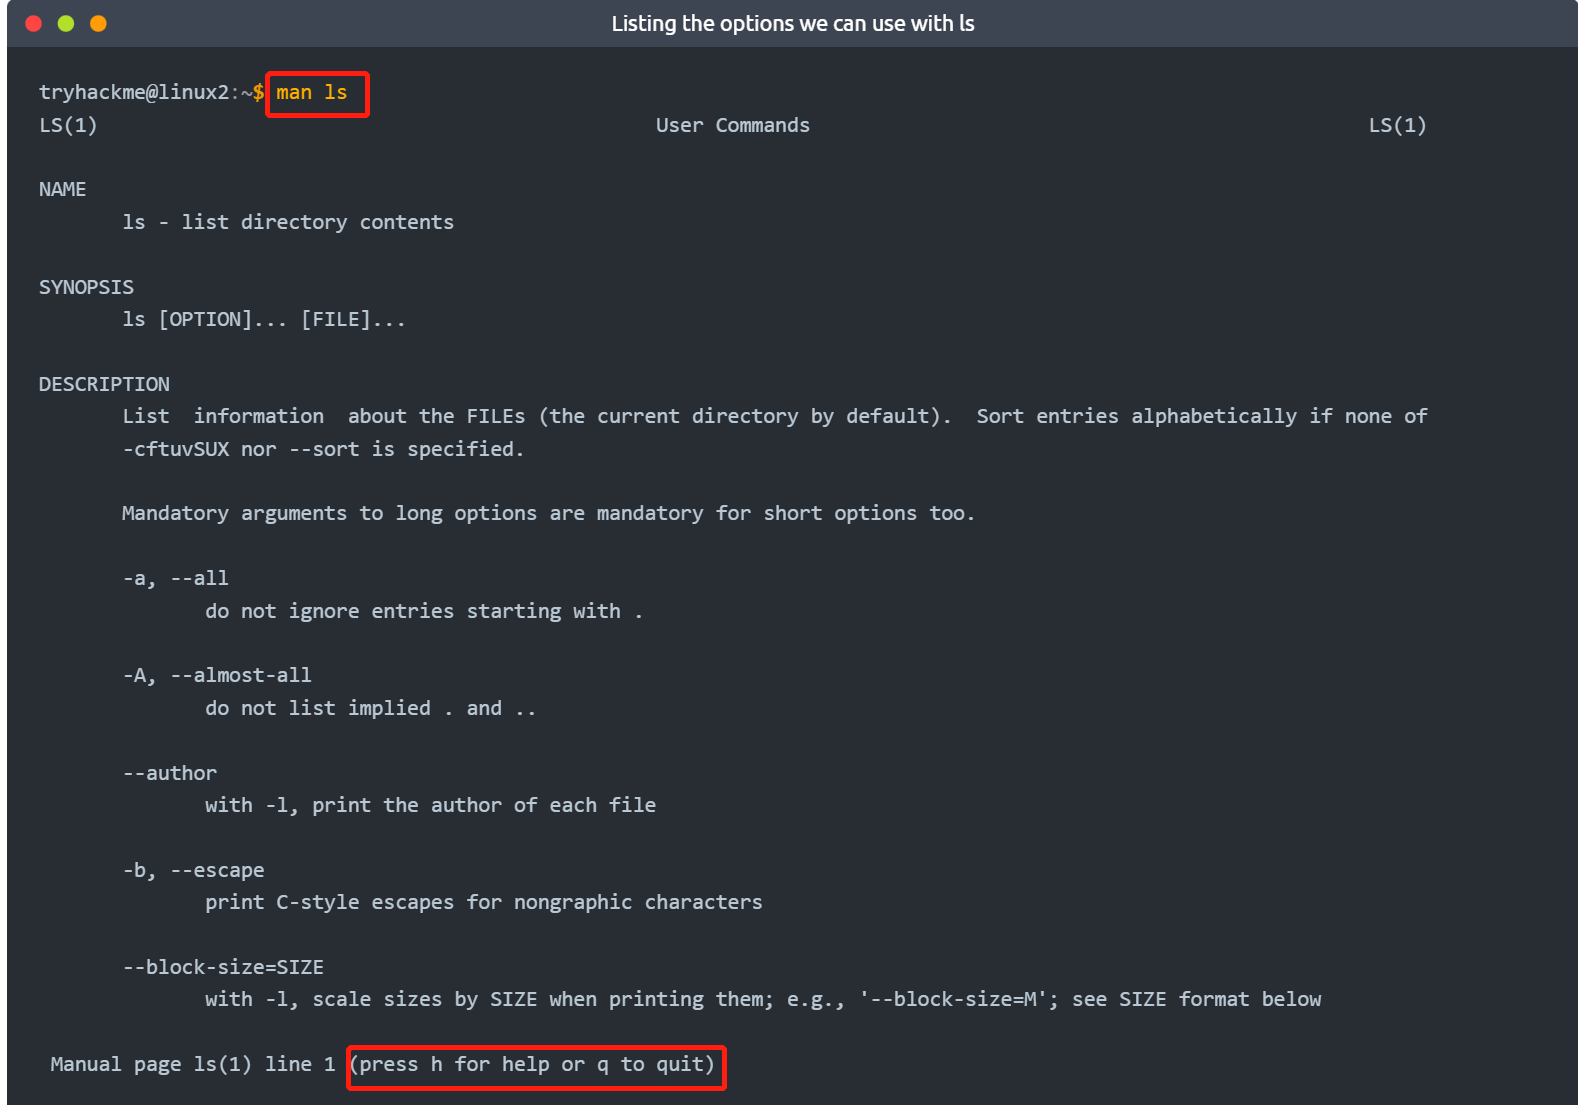 Listing the options we can use with ls
tryhackme@linux2:~$ man ls
LS(1) User Commands LS(1)
NAME
ls - list directory contents
SYNOPSIS
ls [OPTION]... [FILE]...
DESCRIPTION
List information about the FILEs (the current directory by default). Sort entries alphabetically if none of
-cftuvSUX nor --sort is specified.
Mandatory arguments to long options are mandatory for short options too.
-a, --all
do not ignore entries starting with .
-A, --almost-all
do not list implied . and ..
--author
with -l, print the author of each file
-b, --escape
print C-style escapes for nongraphic characters
--block-size=SIZE
with -l, scale sizes by SIZE when printing them; e.g., '--block-size=M'; see SIZE format below
Manual page ls(1) line 1 (press h for help or q to quit)